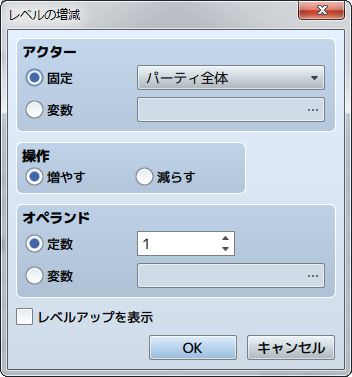 レベルの増減
アクター
固定 パーティ全体
変数 ...
操作
増やす 減らす
オペランド
定数 1
変数 ...
レベルアップを表示
OK キャンセル